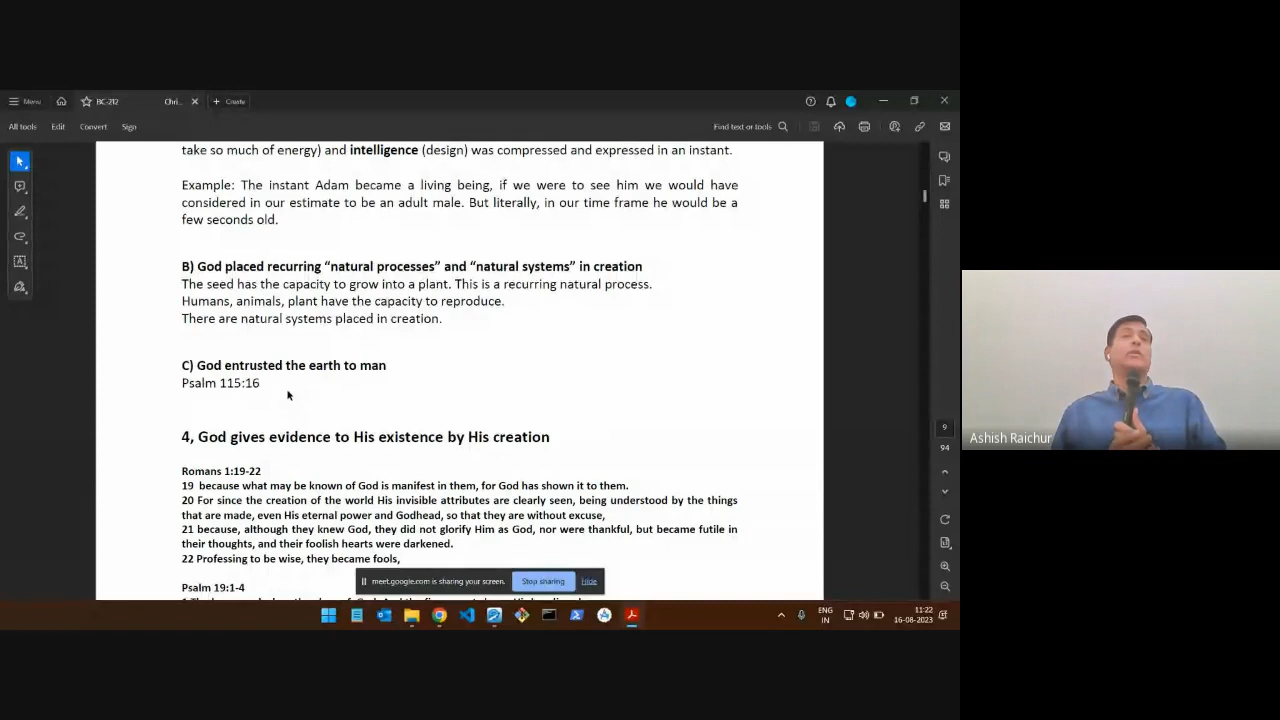 Menu
BC-212
Chri...
Create
All tools
Edit
Convert
Sign
Find text or tools
take so much of energy) and intelligence (design) was compressed and expressed in an instant.
Example: The instant Adam became a living being, if we were to see him we would have
considered in our estimate to be an adult male. But literally, in our time frame he would be a
few seconds old.
B) God placed recurring “natural processes” and “natural systems” in creation
The seed has the capacity to grow into a plant. This is a recurring natural process.
Humans, animals, plant have the capacity to reproduce.
There are natural systems placed in creation.
C) God entrusted the earth to man
Psalm 115:16
4, God gives evidence to His existence by His creation
Romans 1:19-22
19 because what may be known of God is manifest in them, for God has shown it to them.
20 For since the creation of the world His invisible attributes are clearly seen, being understood by the things
that are made, even His eternal power and Godhead, so that they are without excuse,
21 because, although they knew God, they did not glorify Him as God, nor were thankful, but became futile in
their thoughts, and their foolish hearts were darkened.
22 Professing to be wise, they became fools,
Psalm 19:1-4
9
94
meet.google.com is sharing your screen.
Stop sharing
Hide
ENG
IN
11:22
16-08-2023
Ashish Raichur